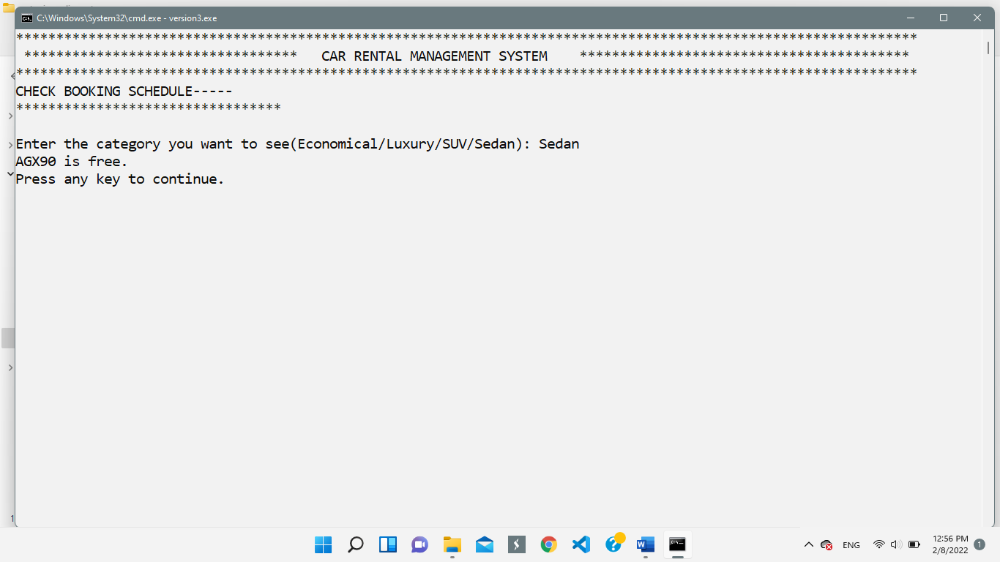 C:\Windows\System32\cmd.exe - version3.exe
****************************************************************************************************************
********************************** CAR RENTAL MANAGEMENT SYSTEM *****************************************
****************************************************************************************************************
CHECK BOOKING SCHEDULE-----
*********************************
Enter the category you want to see(Economical/Luxury/SUV/Sedan): Sedan
AGX90 is free.
Press any key to continue.
1
ENG
12:56 PM
2/8/2022
1